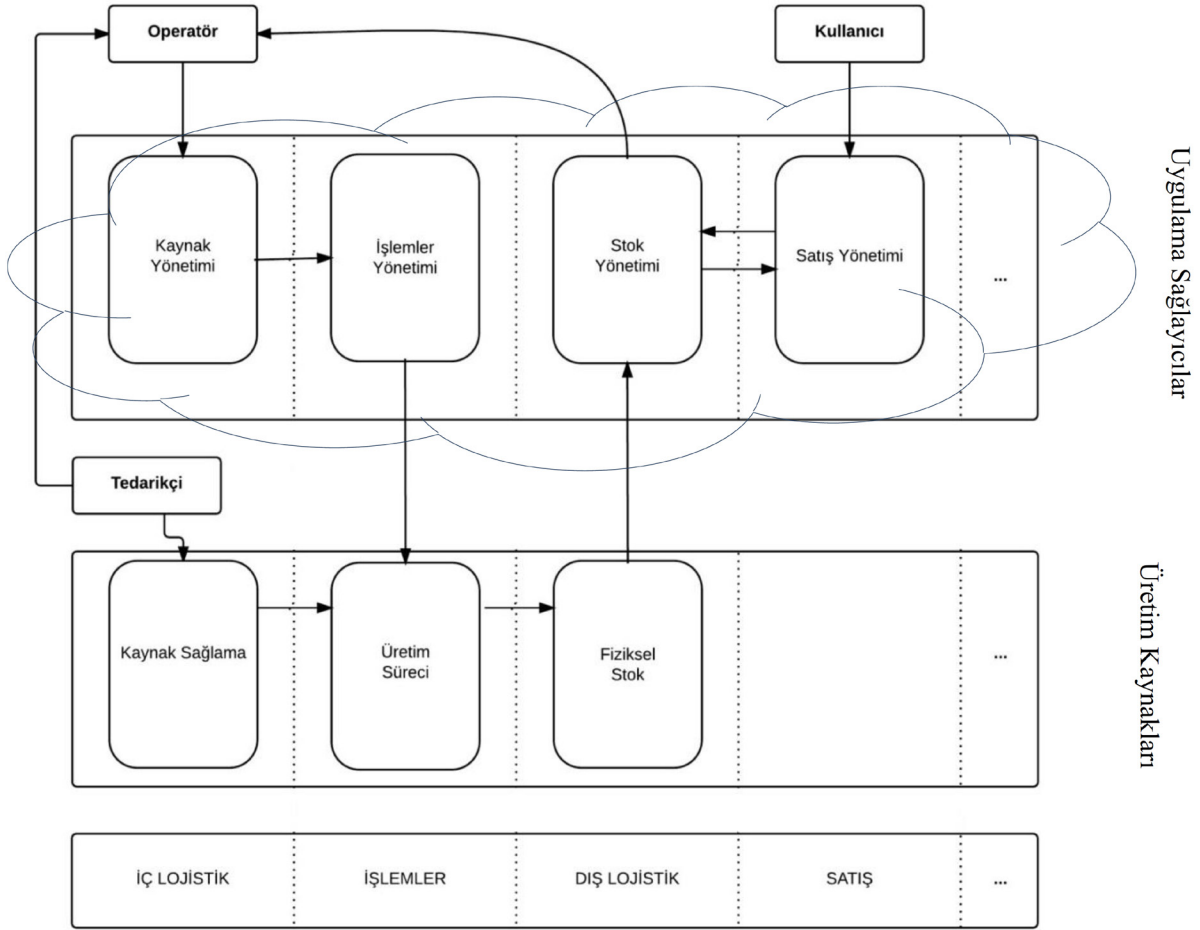 Operatör
Kullanıcı
Kaynak
Yönetimi
İşlemler
Yönetimi
Stok
Yönetimi
Satış Yönetimi
...
Uygulama Sağlayıcılar
Tedarikçi
Kaynak Sağlama
Üretim
Süreci
Fiziksel
Stok
...
Üretim Kaynakları
İÇ LOJİSTİK
İŞLEMLER
DIŞ LOJİSTİK
SATIŞ
...